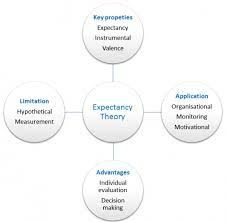 Key propeties
Expectancy
Instrumental
Valence
Limitation
Hypothetical
Measurement
Expectancy
Theory
Application
Organisational
Monitoring
Motivational
Advantages
Individual
evaluation
Decision
making